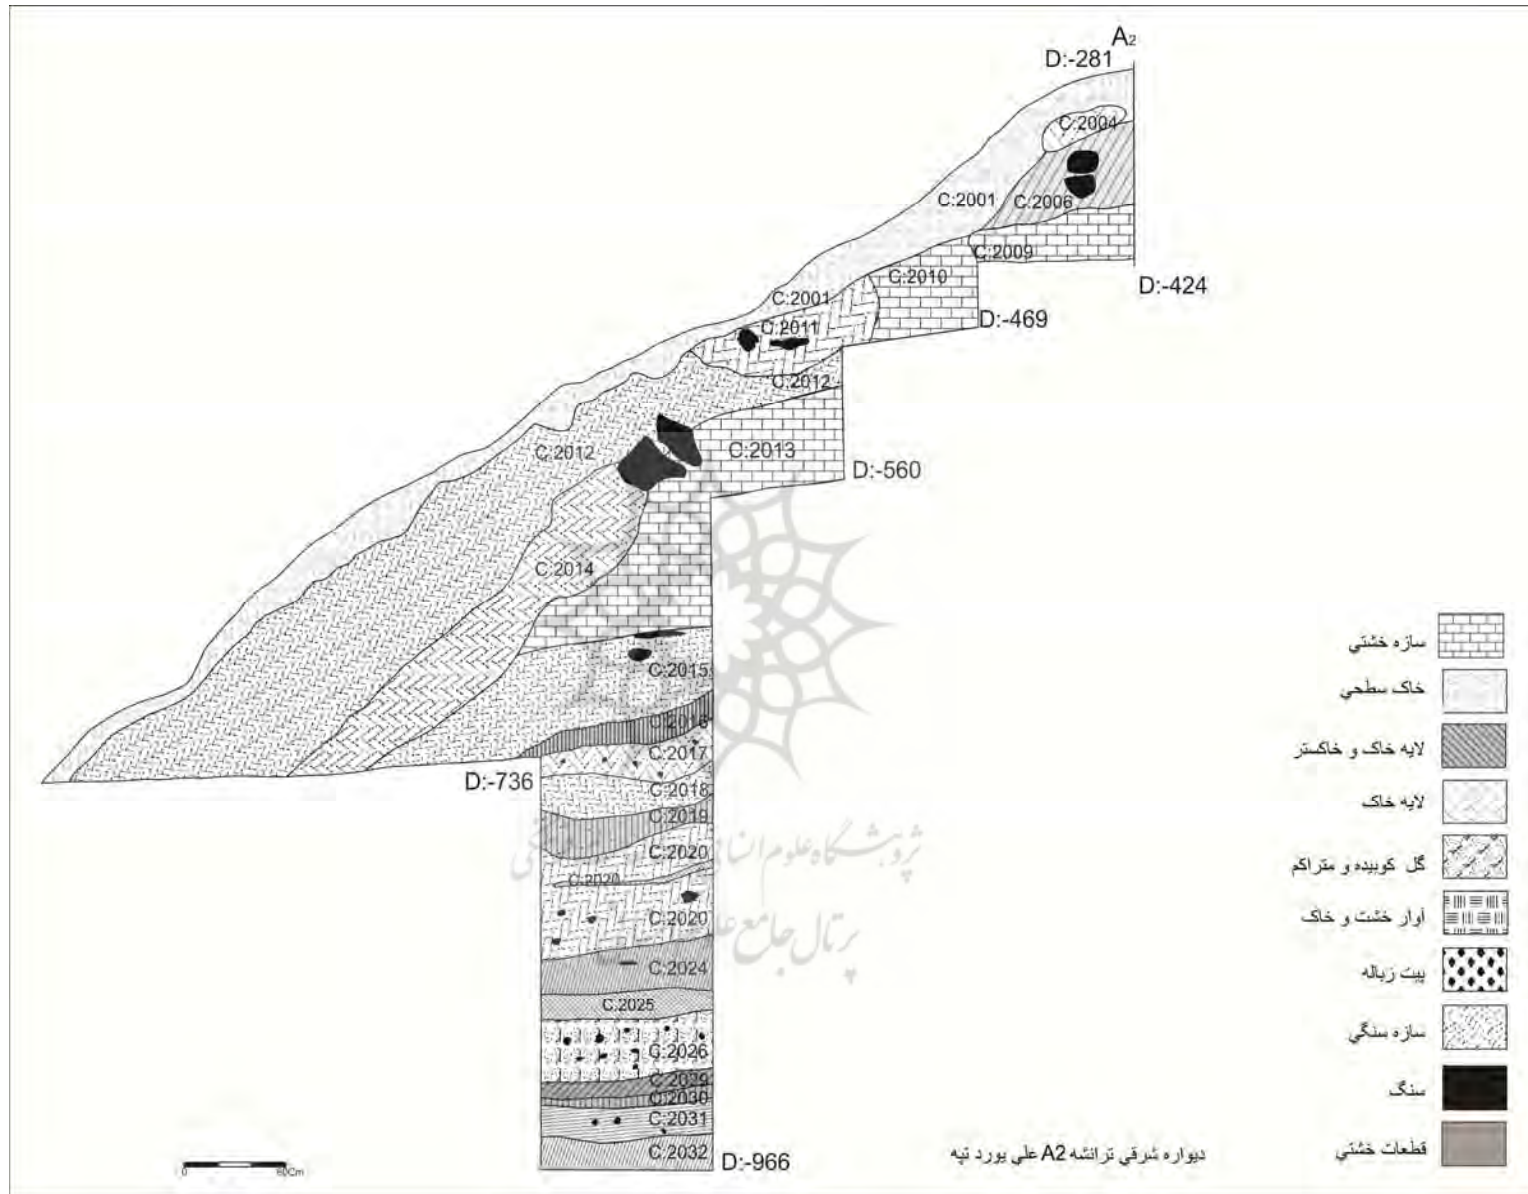 A2
D:-281
C:2004
C:2001
C:2006
C:2009
D:-424
C:2010
C:2001
D:-469
C:2011
C:2012
C:2012
C:2013
D:-560
C:2014
C:2015
C:2016
C:2017
D:-736
C:2018
C:2019
C:2020
C:2020
C:2020
C:2024
C:2025
C:2026
C:2029
C:2030
C:2031
C:2032
D:-966
0
60Cm
سازه خشتي
خاک سطحي
لايه خاک و خاکستر
لايه خاک
گل کوبيده و متراکم
آوار خشت و خاک
پيت زباله
سازه سنگي
سنگ
قطعات خشتي
ديواره شرقي ترانشه A2 علي يورد تپه
پرتال جامع